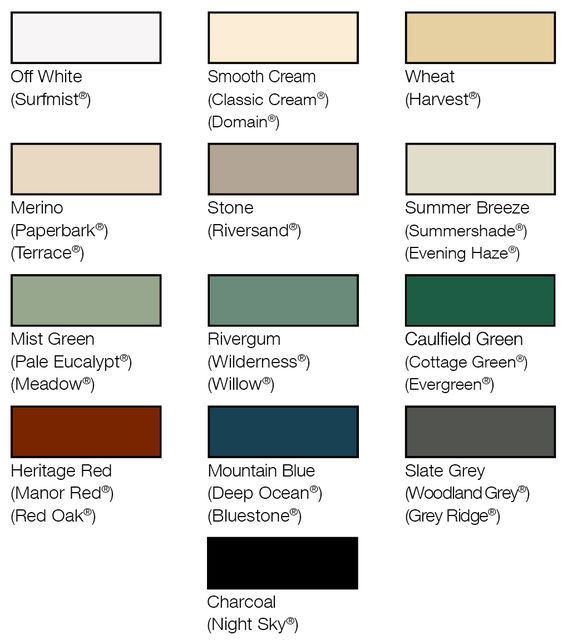 Off White
(Surfmist®)
Smooth Cream
(Classic Cream®)
(Domain®)
Wheat
(Harvest®)
Merino
(Paperbark®)
(Terrace®)
Stone
(Riversand®)
Summer Breeze
(Summershade®)
(Evening Haze®)
Mist Green
(Pale Eucalypt®)
(Meadow®)
Rivergum
(Wilderness®)
(Willow®)
Caulfield Green
(Cottage Green®)
(Evergreen®)
Heritage Red
(Manor Red®)
(Red Oak®)
Mountain Blue
(Deep Ocean®)
(Bluestone®)
Slate Grey
(Woodland Grey®)
(Grey Ridge®)
Charcoal
(Night Sky®)